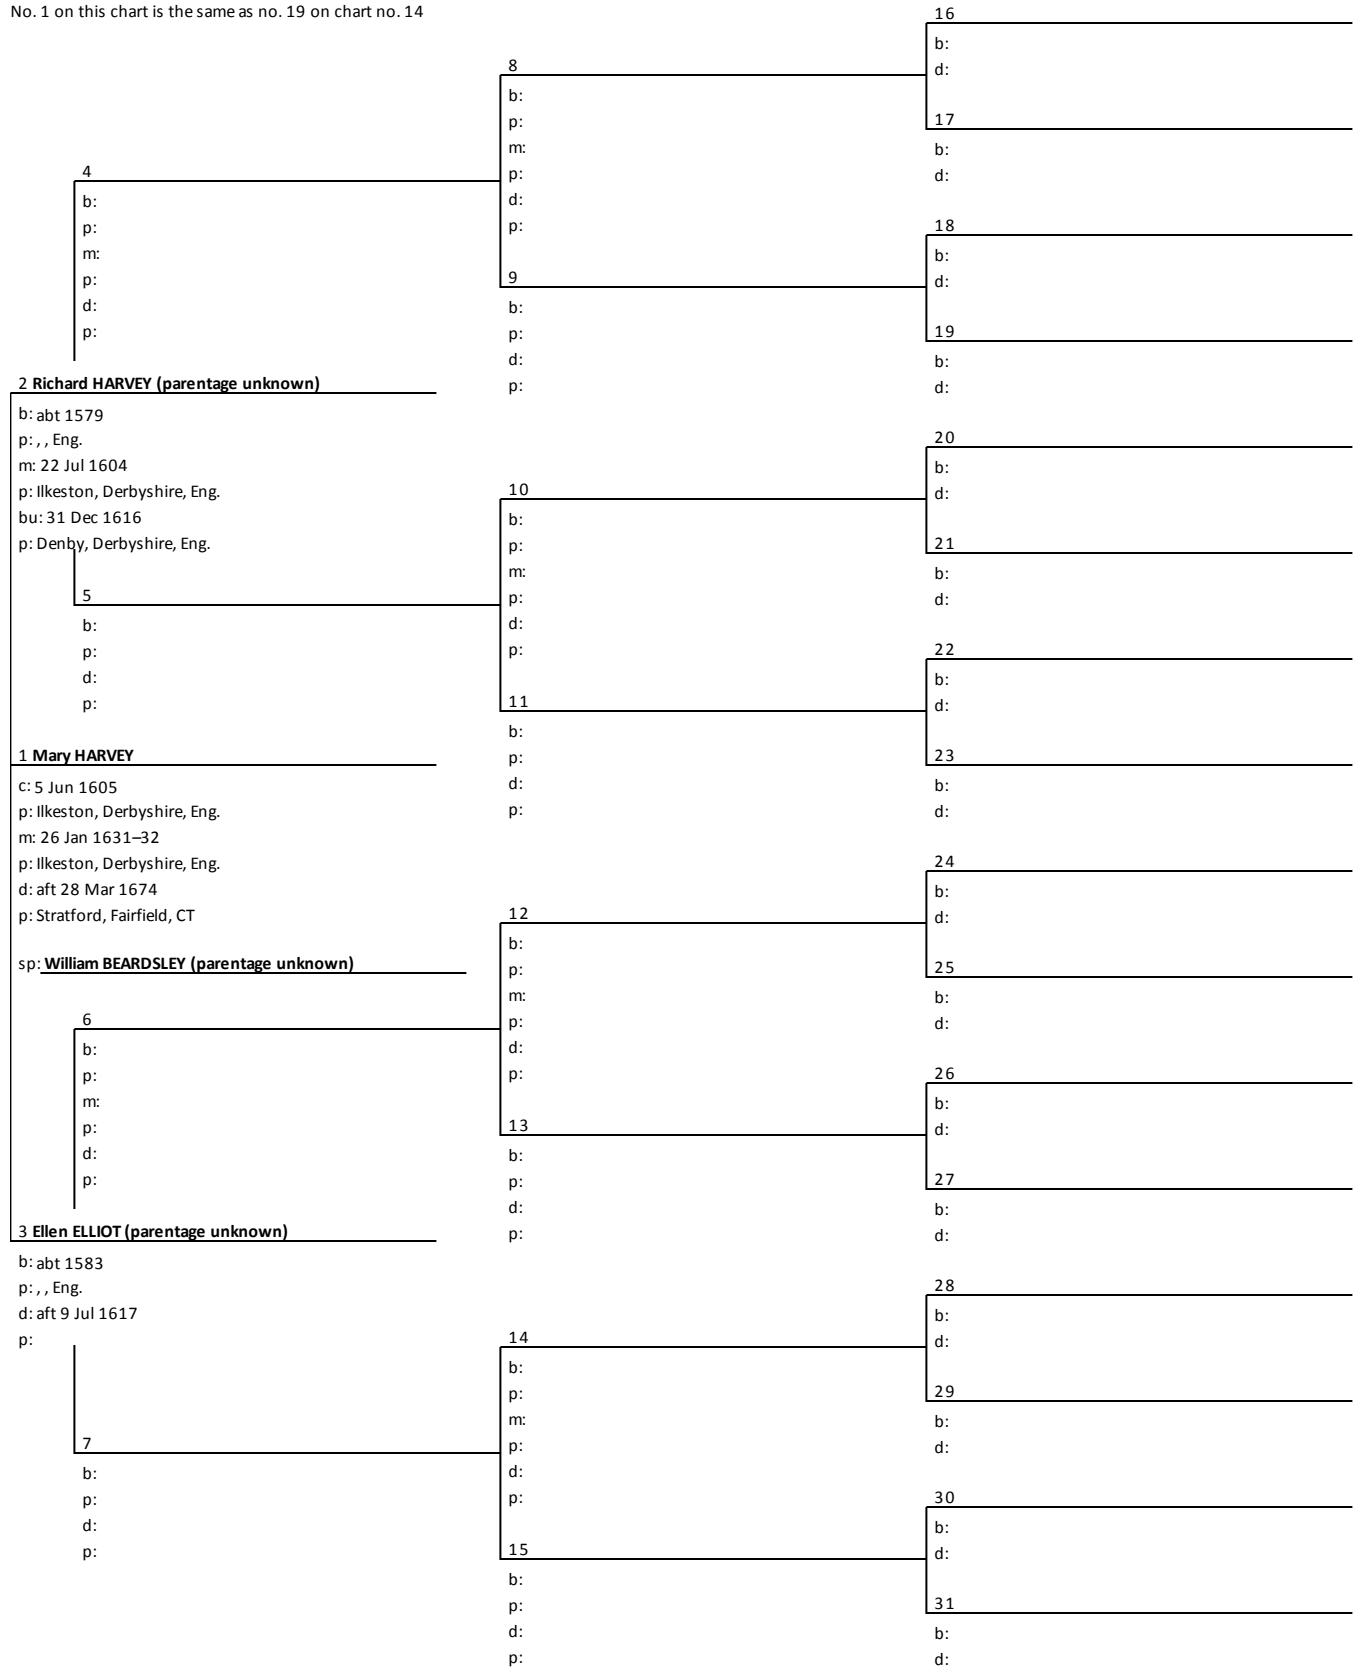 No. 1 on this chart is the same as no. 19 on chart no. 14
4
b:
p:
m:
p:
d:
p:
2 Richard HARVEY (parentage unknown)
b: abt 1579
p: , , Eng.
m: 22 Jul 1604
p: Ilkeston, Derbyshire, Eng.
bu: 31 Dec 1616
p: Denby, Derbyshire, Eng.
5
b:
p:
d:
p:
1 Mary HARVEY
c: 5 Jun 1605
p: Ilkeston, Derbyshire, Eng.
m: 26 Jan 1631–32
p: Ilkeston, Derbyshire, Eng.
d: aft 28 Mar 1674
p: Stratford, Fairfield, CT
sp: William BEARDSLEY (parentage unknown)
6
b:
p:
m:
p:
d:
p:
3 Ellen ELLIOT (parentage unknown)
b: abt 1583
p: , , Eng.
d: aft 9 Jul 1617
p:
7
b:
p:
d:
p:
8
b:
p:
m:
p:
d:
p:
9
b:
p:
d:
p:
10
b:
p:
m:
p:
d:
p:
11
b:
p:
d:
p:
12
b:
p:
m:
p:
d:
p:
13
b:
p:
d:
p:
14
b:
p:
m:
p:
d:
p:
15
b:
p:
d:
p:
16
b:
d:
17
b:
d:
18
b:
d:
19
b:
d:
20
b:
d:
21
b:
d:
22
b:
d:
23
b:
d:
24
b:
d:
25
b:
d:
26
b:
d:
27
b:
d:
28
b:
d:
29
b:
d:
30
b:
d:
31
b:
d: